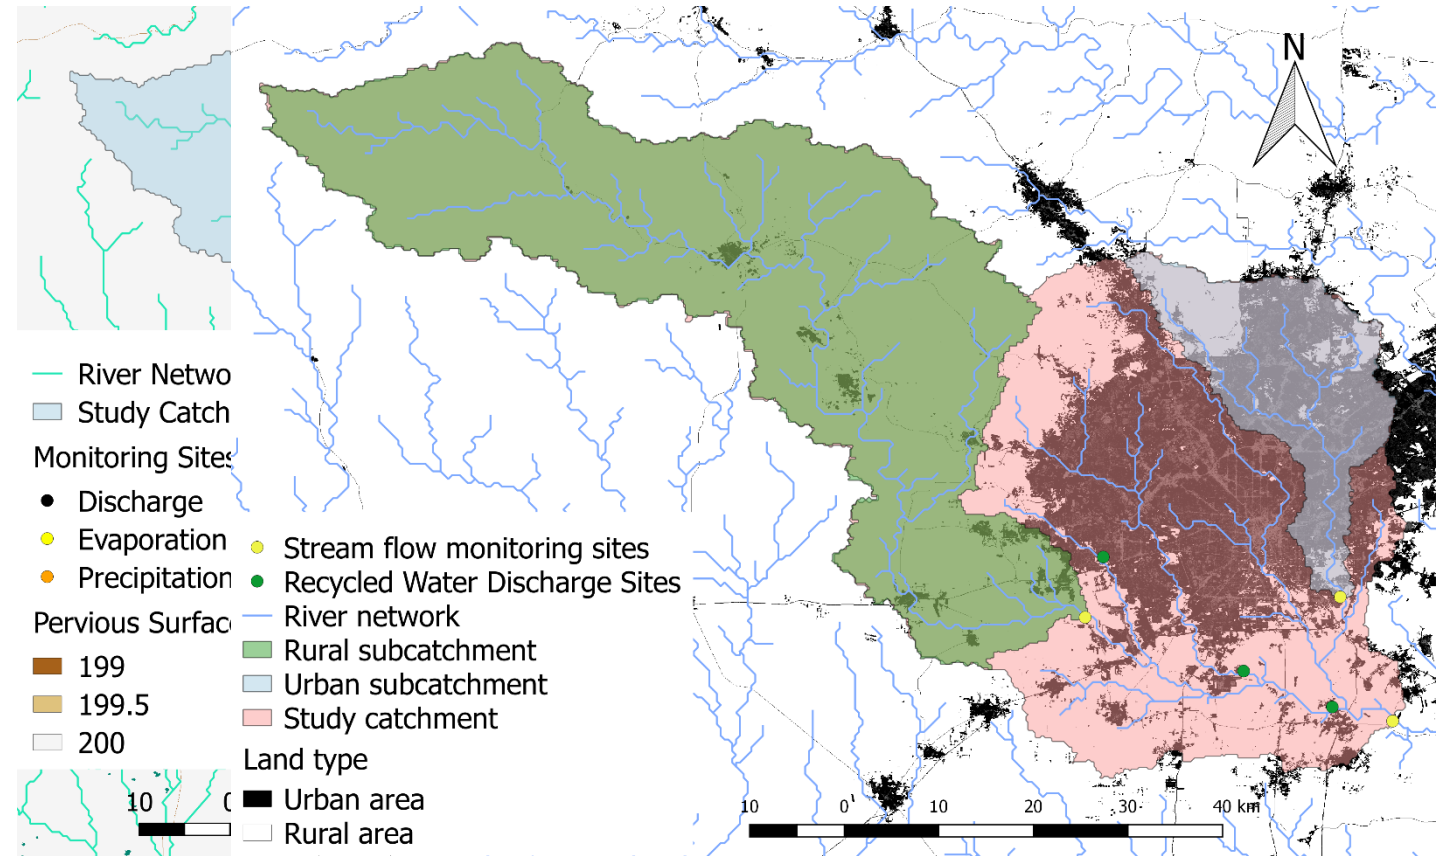 N
River Netwo
Study Catch
Monitoring Sites
Discharge
Evaporation
Precipitation
Pervious Surfac
199
199.5
200
10 0
Stream flow monitoring sites
Recycled Water Discharge Sites
River network
Rural subcatchment
Urban subcatchment
Study catchment
Land type
Urban area
Rural area
10 0 10 20 30 40 km